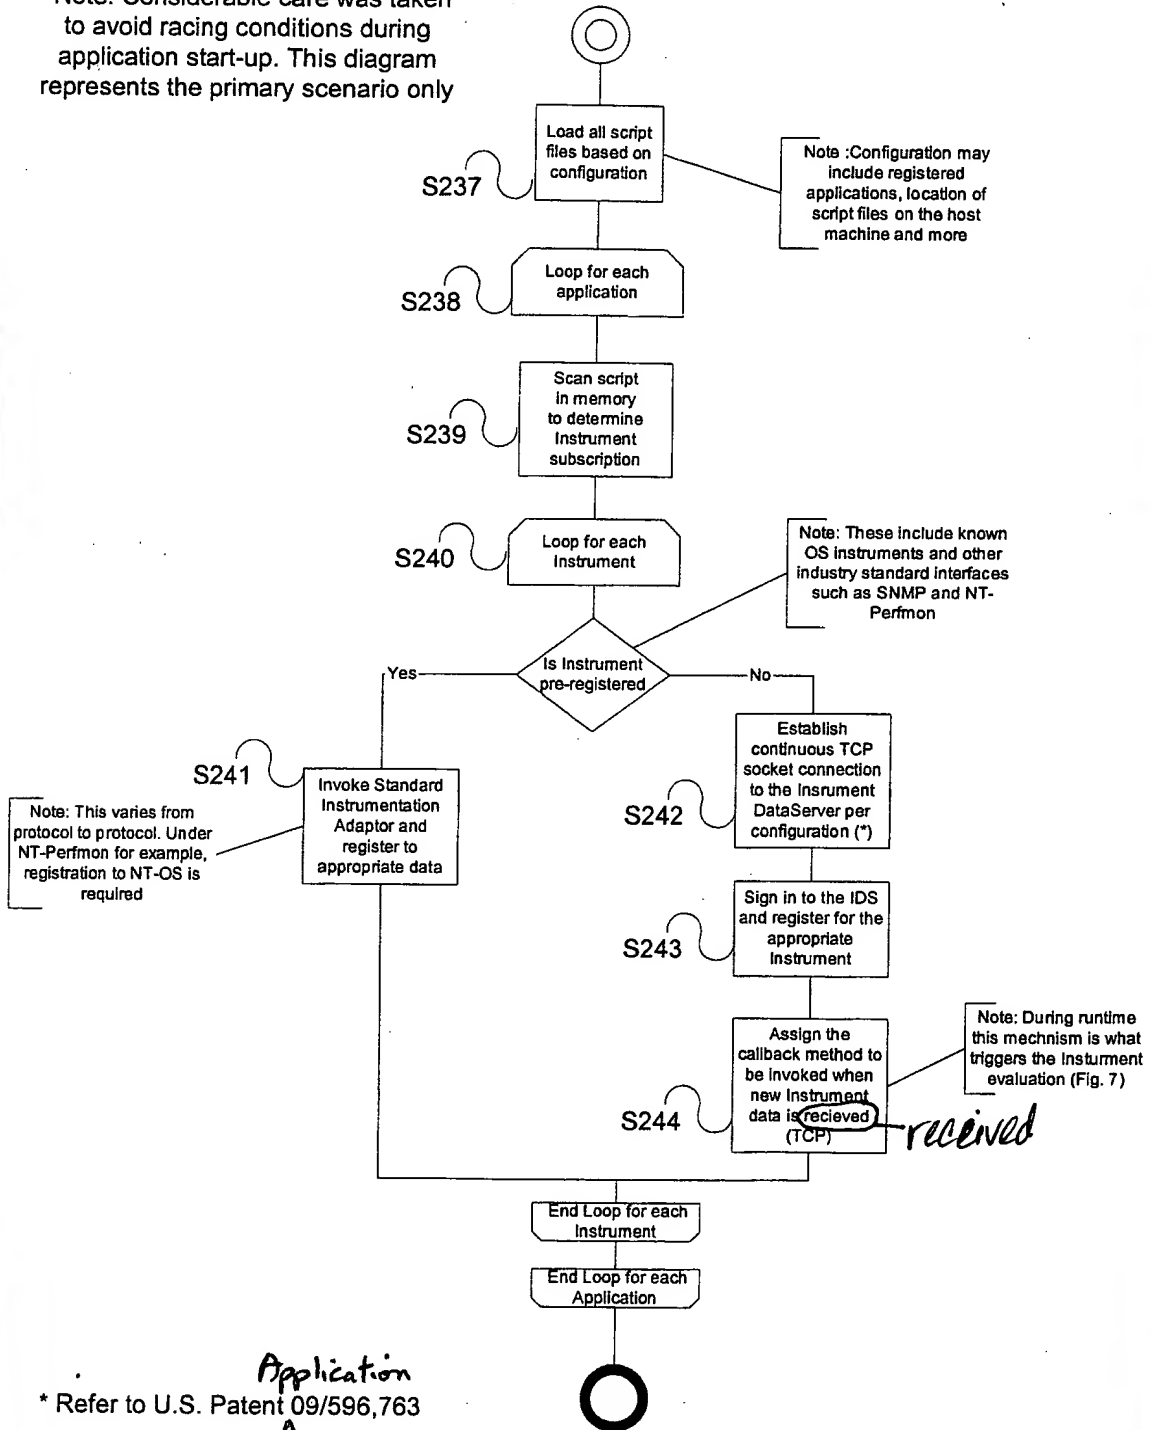 Note: Considerable care was taken
to avoid racing conditions during
application start-up. This diagram
represents the primary scenario only
Load all script
files based on
configuration
S237
Note :Configuration may
include registered
applications, location of
script files on the host
machine and more
Loop for each
application
S238
Scan script
in memory
to determine
Instrument
subscription
S239
Loop for each
Instrument
S240
Note: These include known
OS instruments and other
industry standard interfaces
such as SNMP and NT-
Perfmon
Is Instrument
pre-registered
Yes
No
S241
Invoke Standard
Instrumentation
Adaptor and
register to
appropriate data
Note: This varies from
protocol to protocol. Under
NT-Perfmon for example,
registration to NT-OS is
required
Establish
continuous TCP
socket connection
to the Insrument
DataServer per
configuration (*)
S242
Sign in to the IDS
and register for the
appropriate
Instrument
S243
Assign the
callback method to
be invoked when
new Instrument
data is recieved
(TCP)
S244
received
Note: During runtime
this mechnism is what
triggers the Insturment
evaluation (Fig. 7)
End Loop for each
Instrument
End Loop for each
Application
Application
* Refer to U.S. Patent 09/596,763